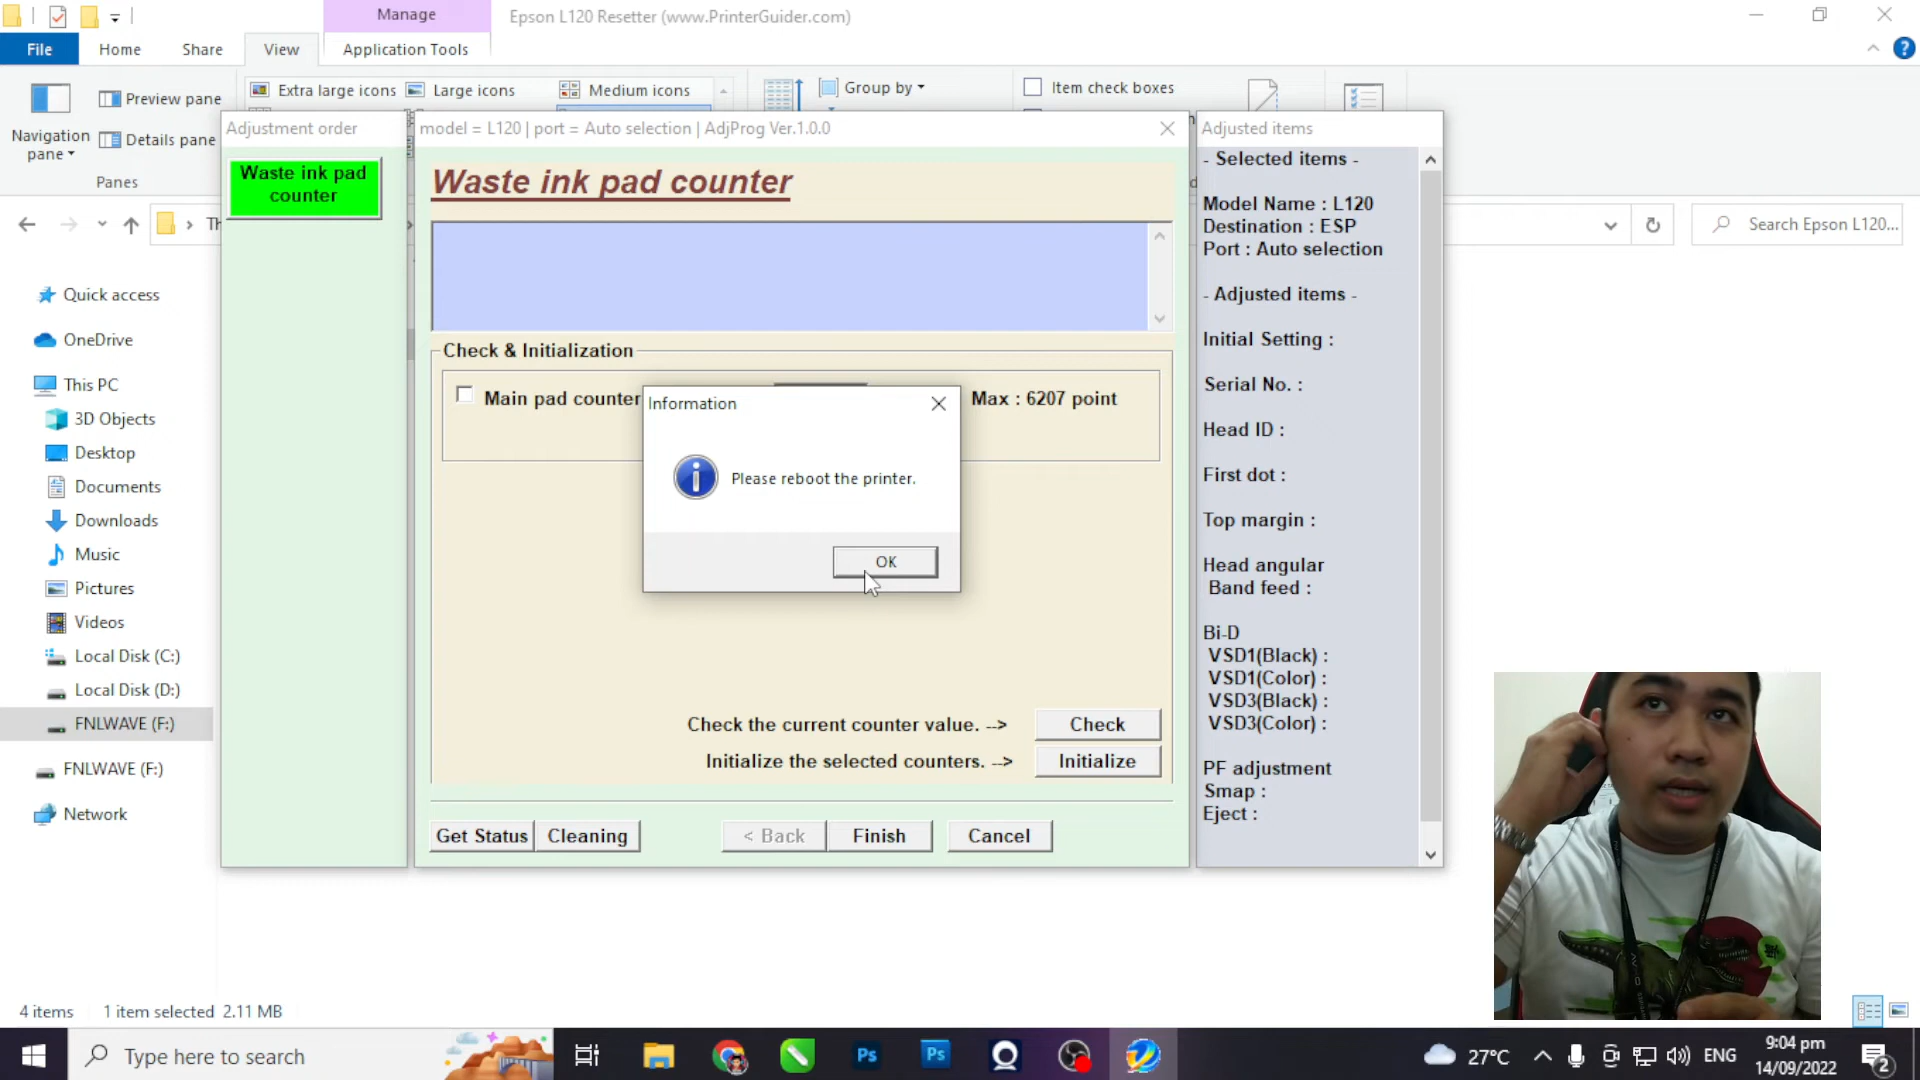 Manage
Epson L120 Resetter (www.PrinterGuider.com)
File
Home
Share
View
Application Tools
Navigation
pane
Preview pane
Details pane
Panes
Extra large icons
Large icons
Medium icons
Group by
Item check boxes
Search Epson L120...
Quick access
OneDrive
This PC
3D Objects
Desktop
Documents
Downloads
Music
Pictures
Videos
Local Disk (C:)
Local Disk (D:)
FNLWAVE (F:)
FNLWAVE (F:)
Network
4 items
1 item selected 2.11 MB
Adjustment order
Waste ink pad
counter
model = L120 | port = Auto selection | AdjProg Ver.1.0.0
Waste ink pad counter
Check & Initialization
Main pad counter
Max : 6207 point
Information
Please reboot the printer.
OK
Check the current counter value. -->
Check
Initialize the selected counters. -->
Initialize
Get Status
Cleaning
< Back
Finish
Cancel
Adjusted items
- Selected items -
Model Name : L120
Destination : ESP
Port : Auto selection
- Adjusted items -
Initial Setting :
Serial No. :
Head ID :
First dot :
Top margin :
Head angular
Band feed :
Bi-D
VSD1(Black) :
VSD1(Color) :
VSD3(Black) :
VSD3(Color) :
PF adjustment
Smap :
Eject :
Type here to search
Ps
Ps
27°C
ENG
9:04 pm
14/09/2022
2